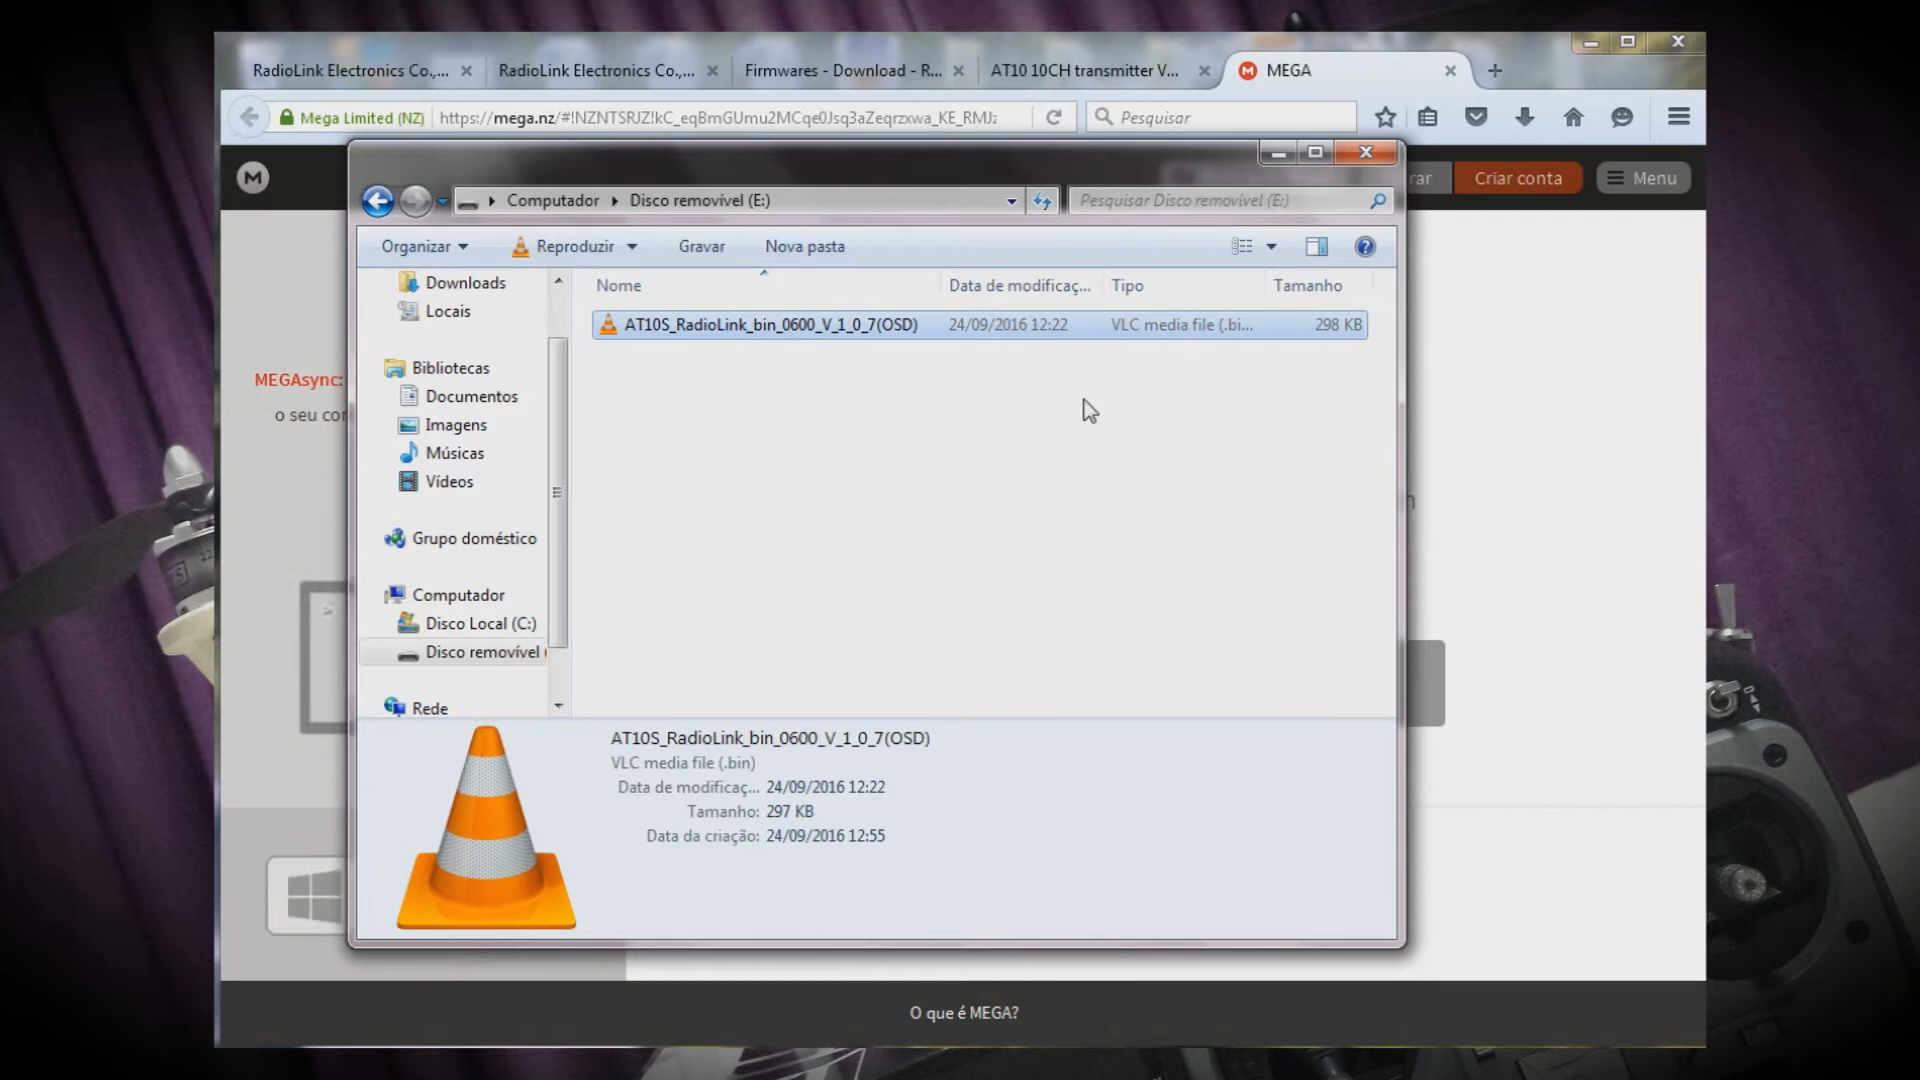 RadioLink Electronics Co.,...
RadioLink Electronics Co.,...
Firmwares - Download - R...
AT10 10CH transmitter V...
MEGA
Mega Limited (NZ)
https://mega.nz/#!NZNTSRJZ!kC_eqBmGUmu2MCqe0Jsq3aZeqrzxwa_KE_RMJ
Pesquisar
M
rar
Criar conta
Menu
Computador
Disco removível (E:)
Pesquisar Disco removível (E:)
Organizar
Reproduzir
Gravar
Nova pasta
Downloads
Locais
Bibliotecas
Documentos
Imagens
Músicas
Vídeos
Grupo doméstico
Computador
Disco Local (C:)
Disco removível (
Rede
Nome
Data de modificaç...
Tipo
Tamanho
AT10S_RadioLink_bin_0600_V_1_0_7(OSD)
24/09/2016 12:22
VLC media file (.bi...
298 KB
MEGAsync:
o seu cor
AT10S_RadioLink_bin_0600_V_1_0_7(OSD)
VLC media file (.bin)
Data de modificaç... 24/09/2016 12:22
Tamanho: 297 KB
Data da criação: 24/09/2016 12:55
O que é MEGA?